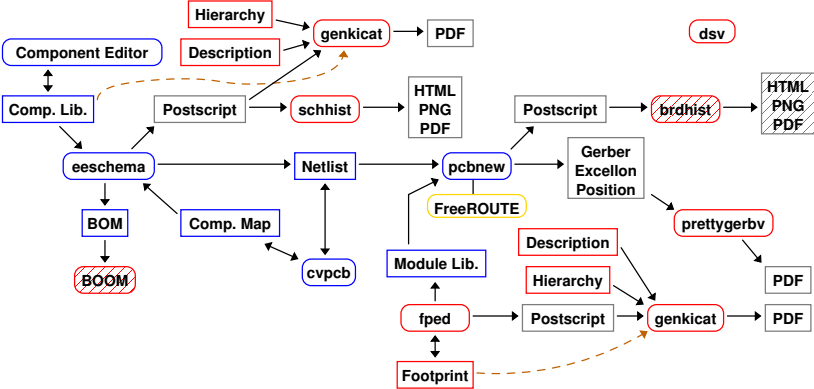 Hierarchy
genkicat
PDF
dsv
Component Editor
Description
Comp. Lib.
Postscript
schhist
HTML
PNG
PDF
Postscript
brdhist
HTML
PNG
PDF
eeschema
Netlist
pcbnew
Gerber
Excellon
Position
FreeROUTE
BOM
Comp. Map
prettygerbv
Description
Module Lib.
cvpcb
BOOM
Hierarchy
PDF
fped
Postscript
genkicat
PDF
Footprint